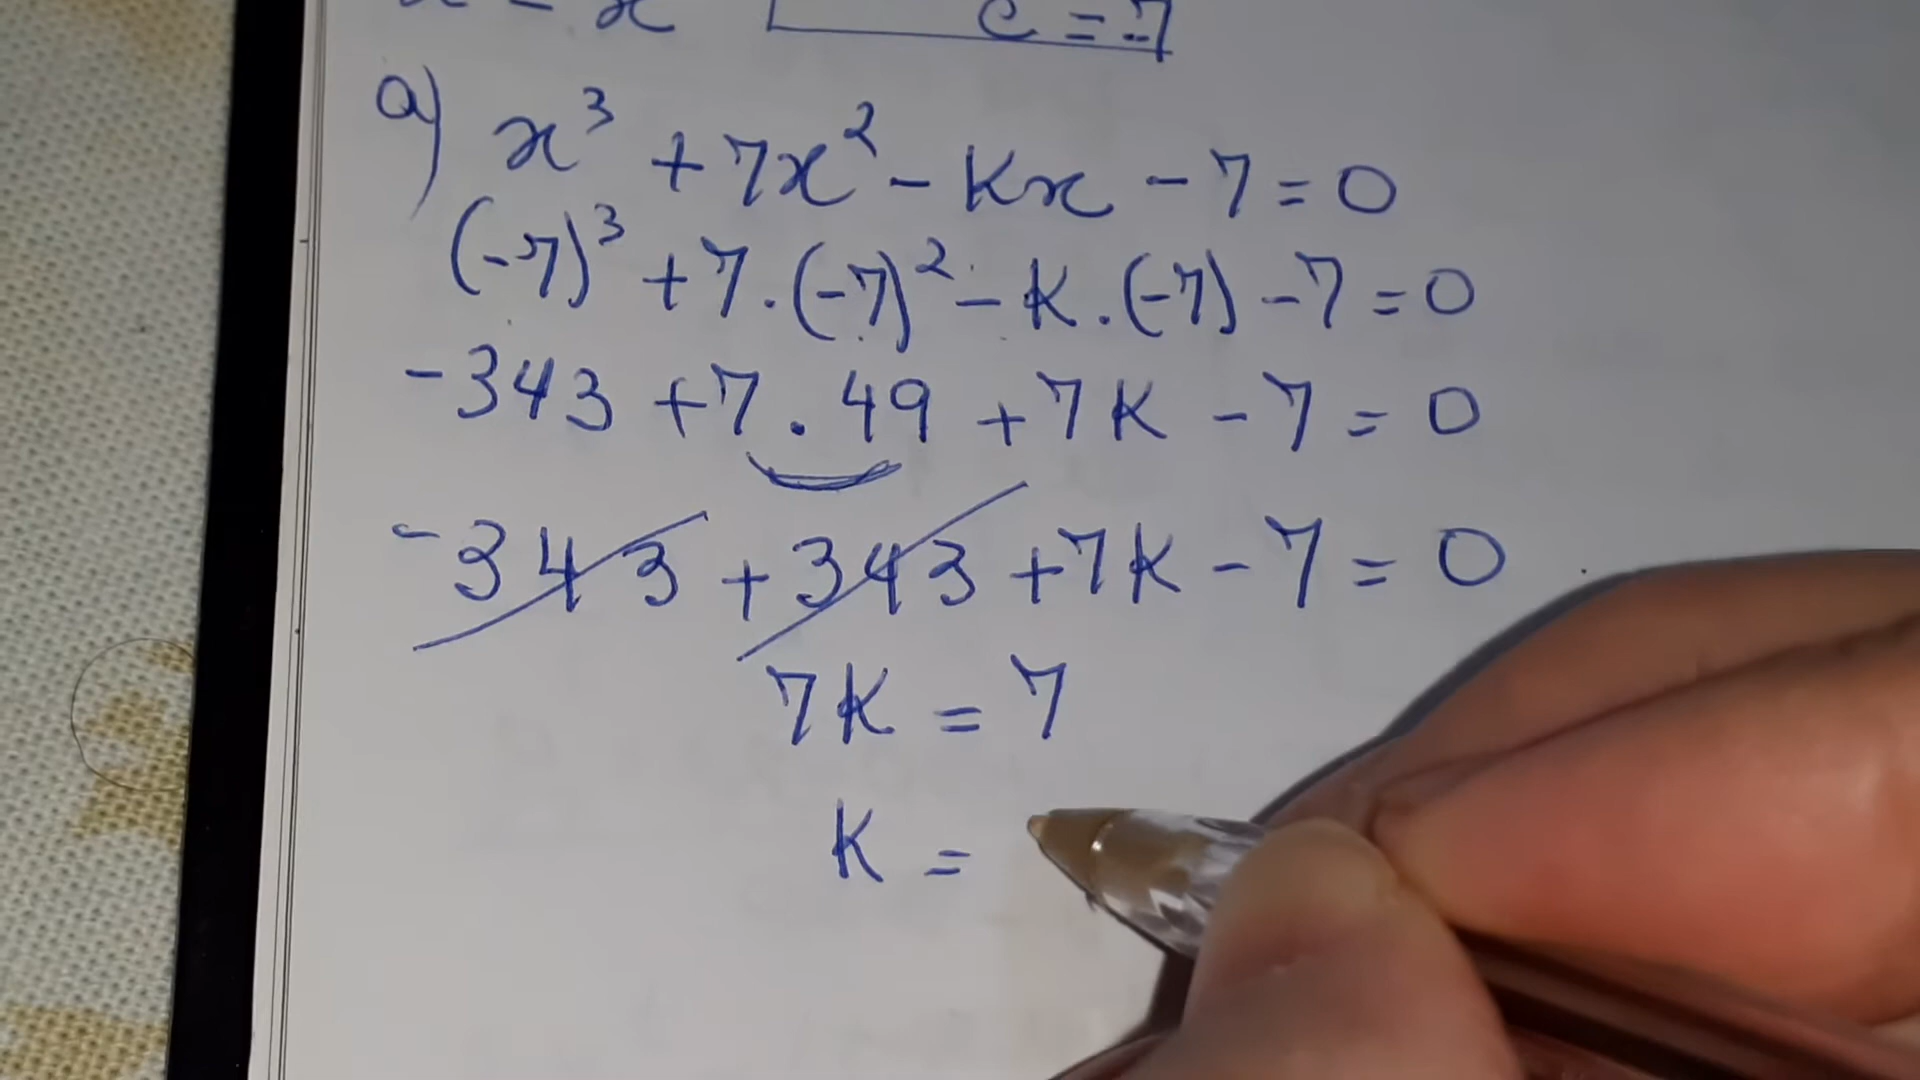 x - x
c = -7
a) x³ + 7x² - Kx - 7 = 0
(-7)³ + 7 . (-7)² - K . (-7) - 7 = 0
-343 + 7 . 49 + 7K - 7 = 0
-343 + 343 + 7K - 7 = 0
7K = 7
K =